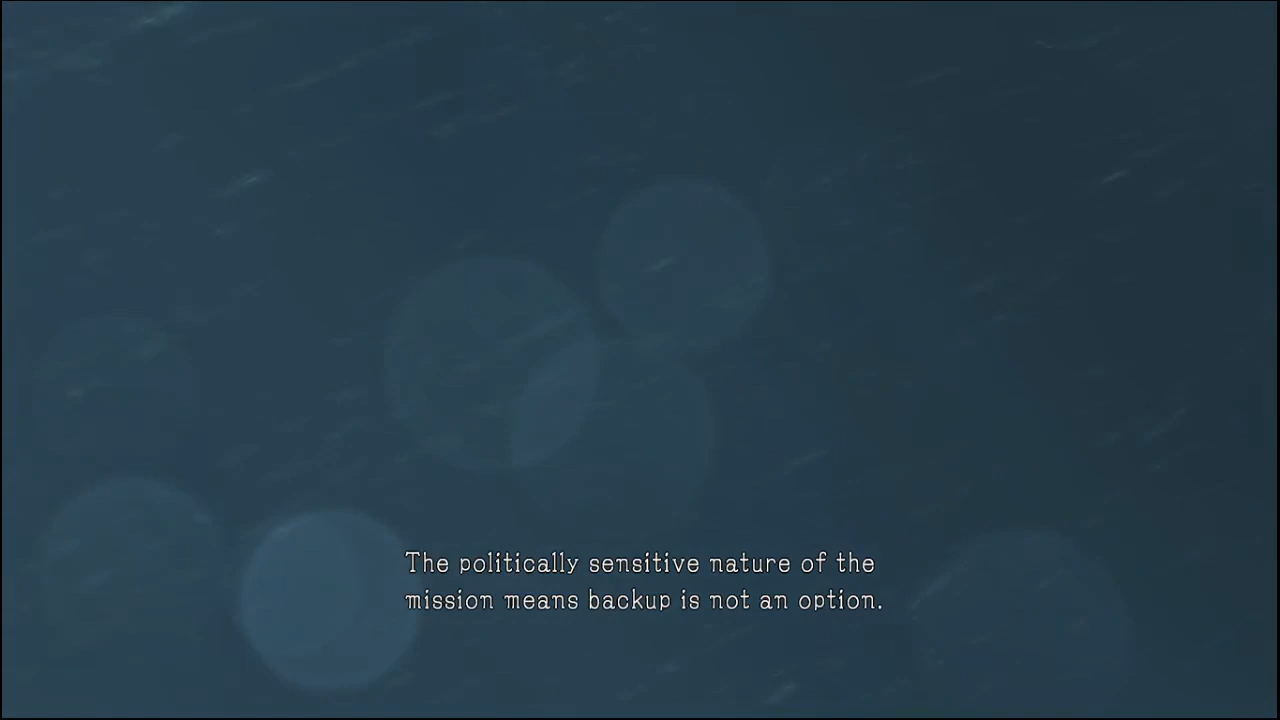 The politically sensitive nature of the
mission means backup is not an option.